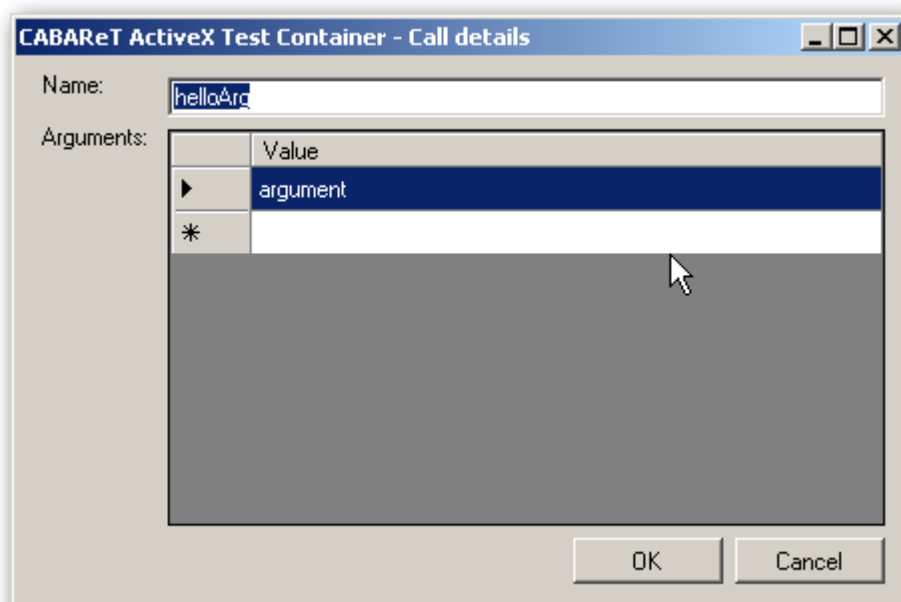 CABAReT ActiveX Test Container - Call details
Name:
helloArg
Arguments:
Value
argument
OK
Cancel